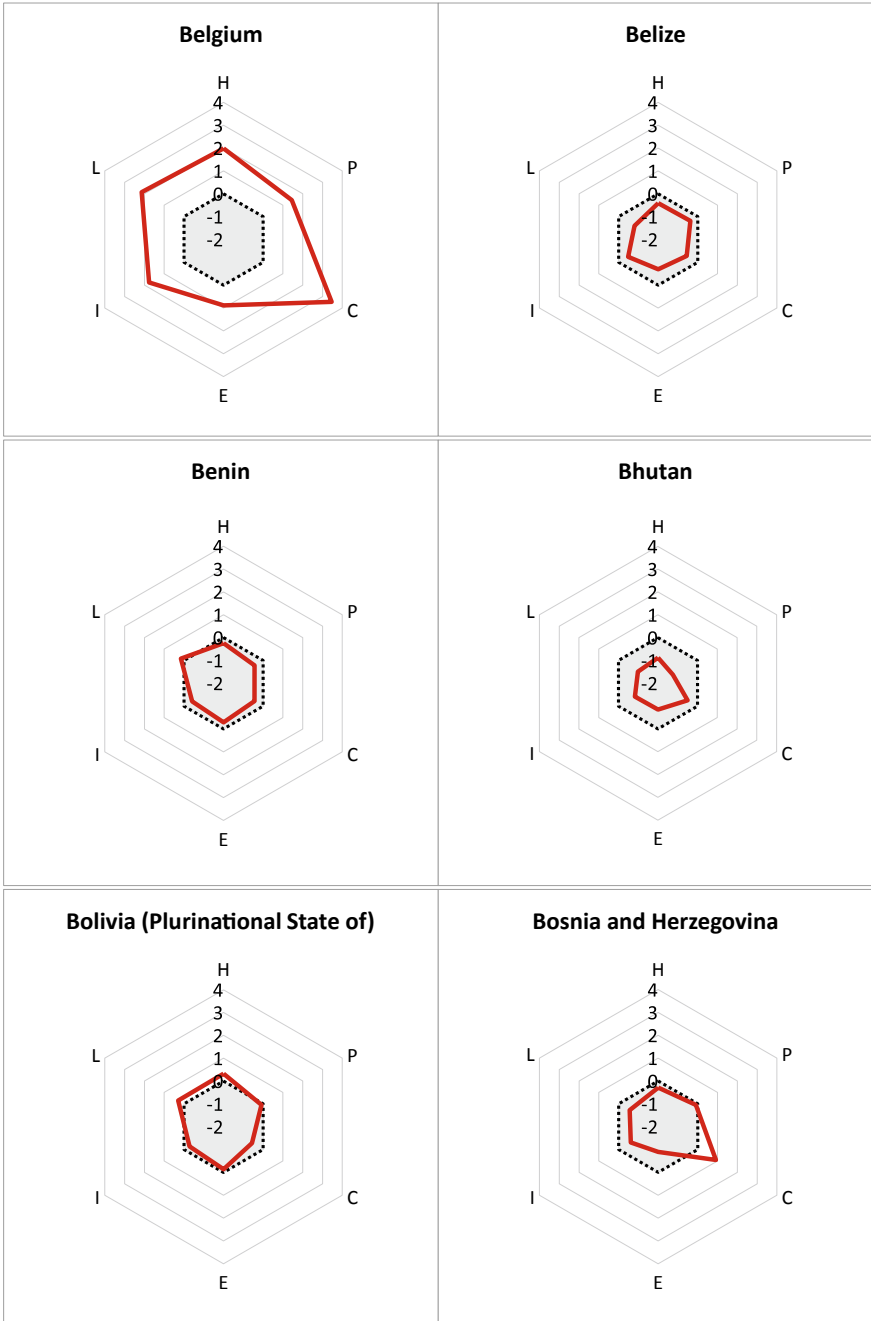 Belgium
H
4
3
2
1
0
-1
-2
L
P
I
C
E
Belize
H
4
3
2
1
0
-1
-2
L
P
I
C
E
Benin
H
4
3
2
1
0
-1
-2
L
P
I
C
E
Bhutan
H
4
3
2
1
0
-1
-2
L
P
I
C
E
Bolivia (Plurinational State of)
H
4
3
2
1
0
-1
-2
L
P
I
C
E
Bosnia and Herzegovina
H
4
3
2
1
0
-1
-2
L
P
I
C
E